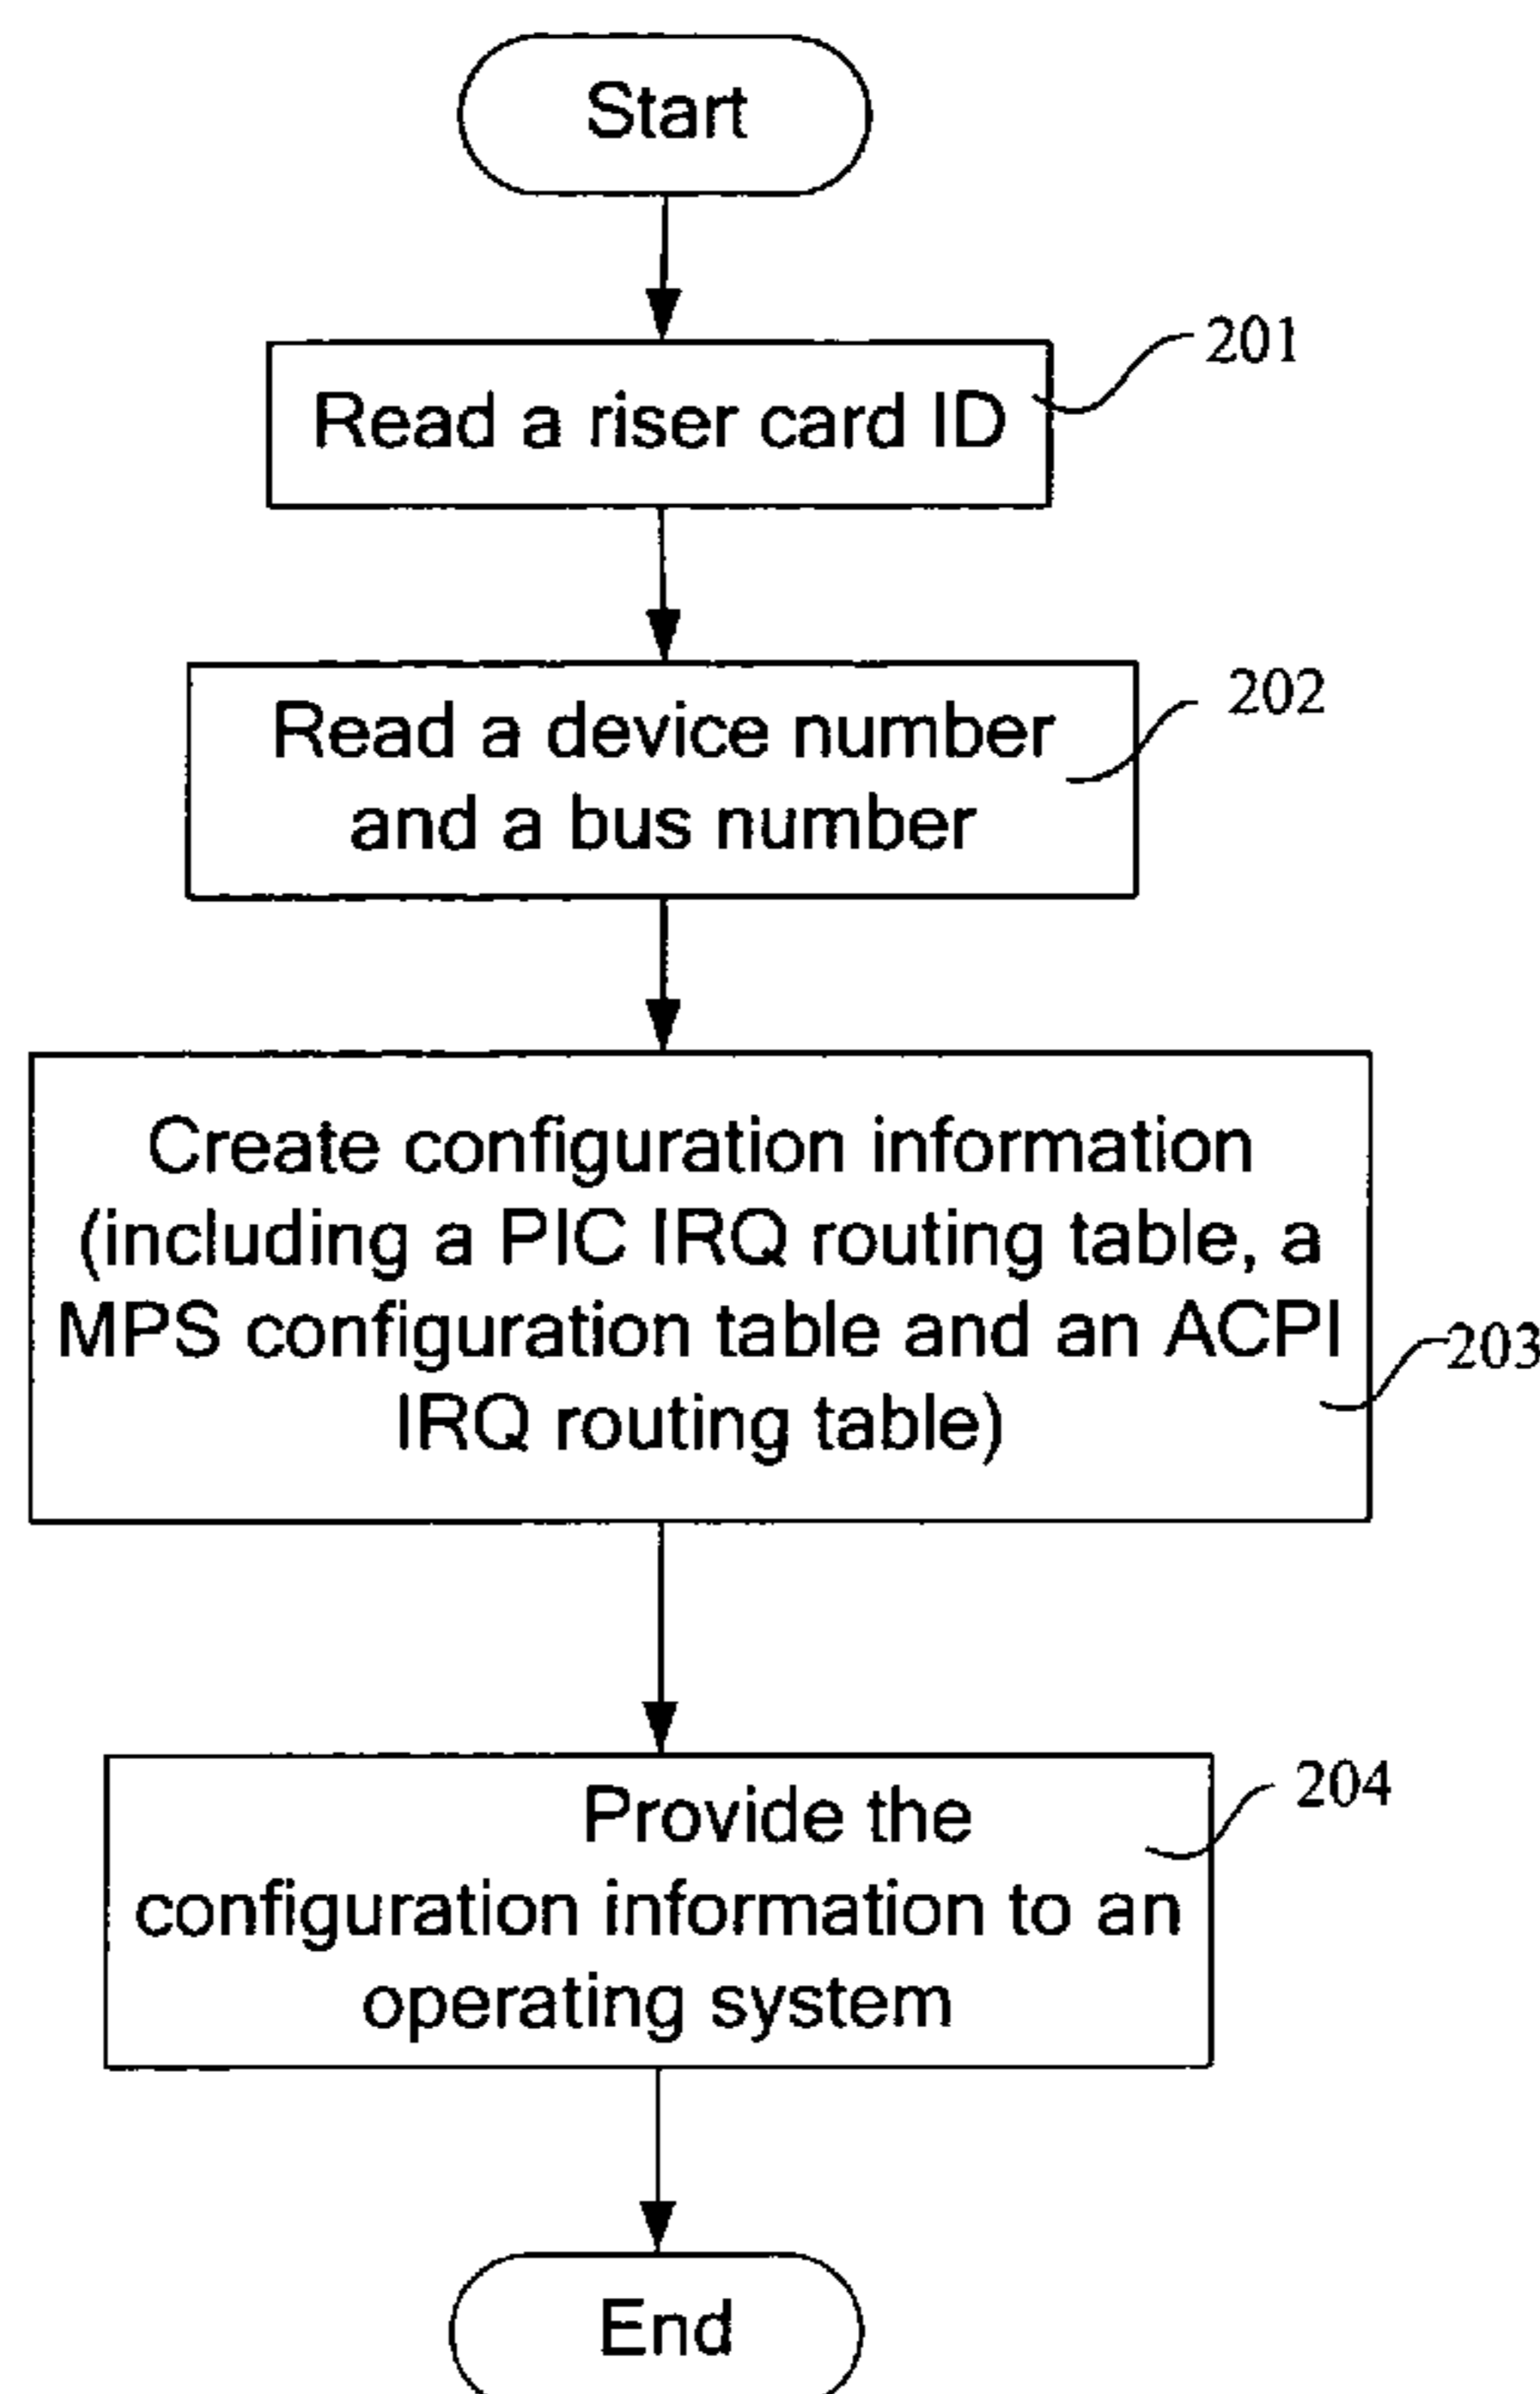 Start
201
Read a riser card ID
202
Read a device number
and a bus number
Create configuration information
(including a PIC IRQ routing table, a
MPS configuration table and an ACPI
IRQ routing table)
203
204
Provide the
configuration information to an
operating system
End